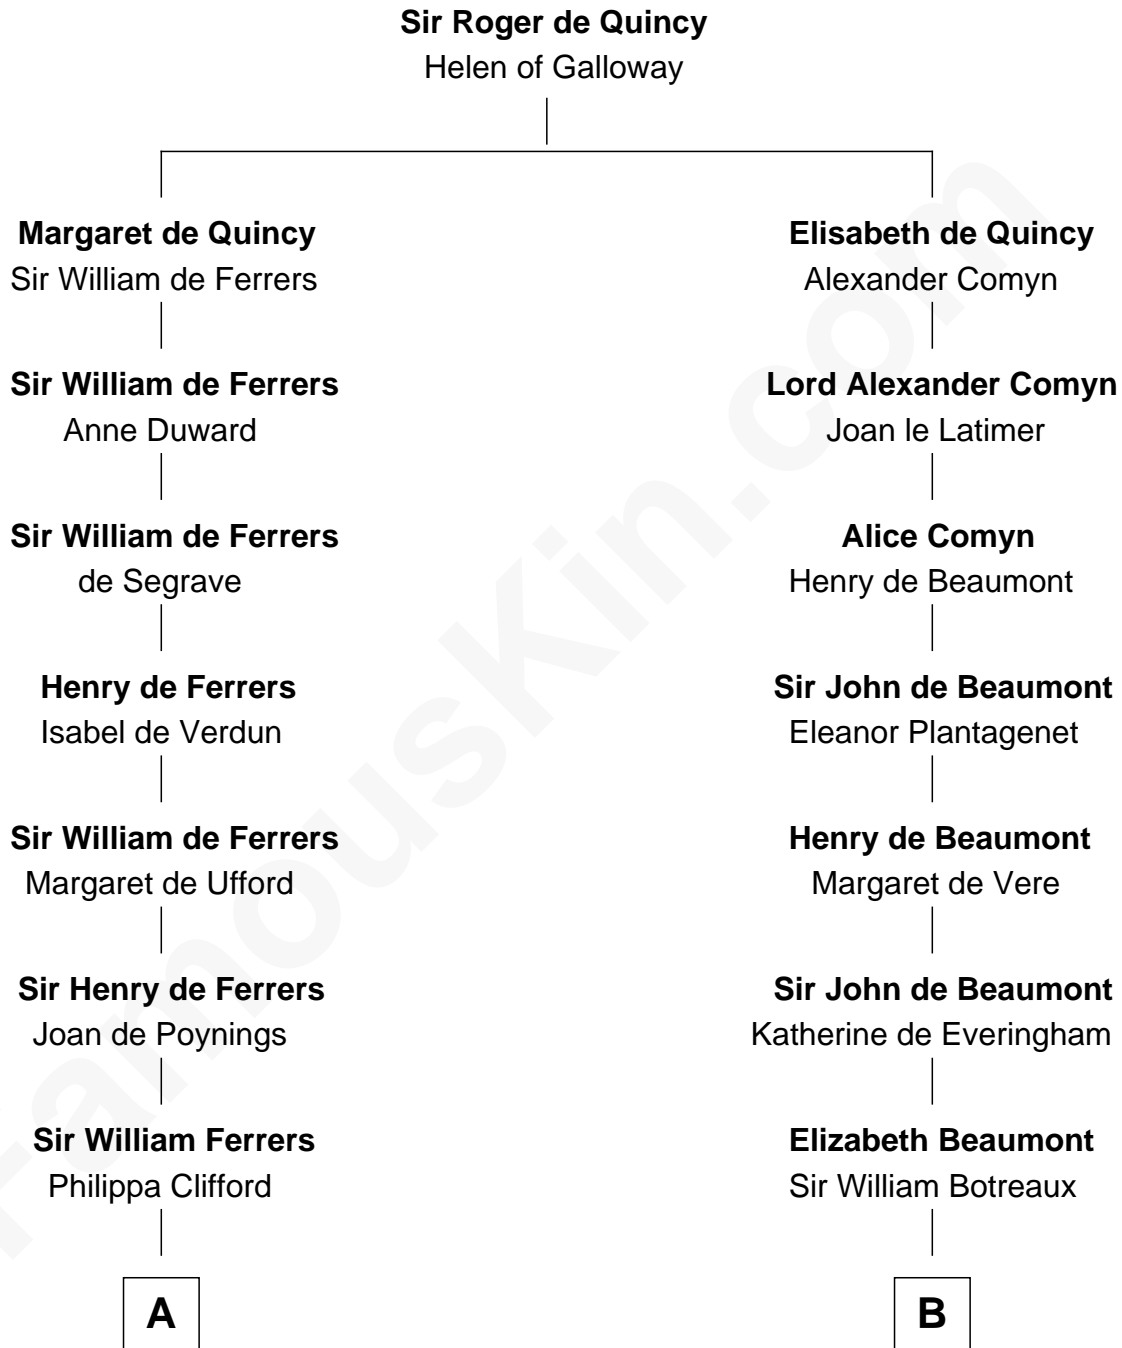 Sir Roger de Quincy
Helen of Galloway
Margaret de Quincy
Sir William de Ferrers
Elisabeth de Quincy
Alexander Comyn
Sir William de Ferrers
Anne Duward
Lord Alexander Comyn
Joan le Latimer
Sir William de Ferrers
de Segrave
Alice Comyn
Henry de Beaumont
Henry de Ferrers
Isabel de Verdun
Sir John de Beaumont
Eleanor Plantagenet
Sir William de Ferrers
Margaret de Ufford
Henry de Beaumont
Margaret de Vere
Sir Henry de Ferrers
Joan de Poynings
Sir John de Beaumont
Katherine de Everingham
Sir William Ferrers
Philippa Clifford
Elizabeth Beaumont
Sir William Botreaux
A
B
FamousKin.com